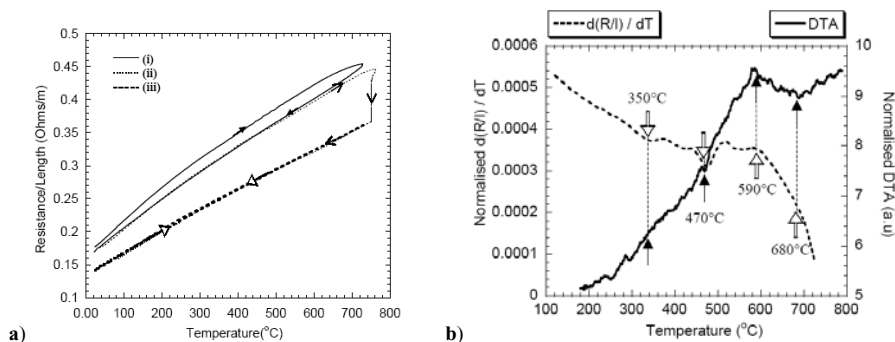 0.5
0.45
0.4
0.35
0.3
0.25
0.2
0.15
0.1
Resistance/Length (Ohms/m)
(i)
(ii)
(iii)
0.00 100 200 300 400 500 600 700 800
Temperature(°C)
a)
b)
d(R/l) / dT
DTA
0.0006
0.0005
0.0004
0.0003
0.0002
0.0001
0
Normalised d(R/l) / dT
350°C
470°C
590°C
680°C
10
9
8
7
6
5
Normalised DTA (a.u)
100 200 300 400 500 600 700 800
Temperature (°C)